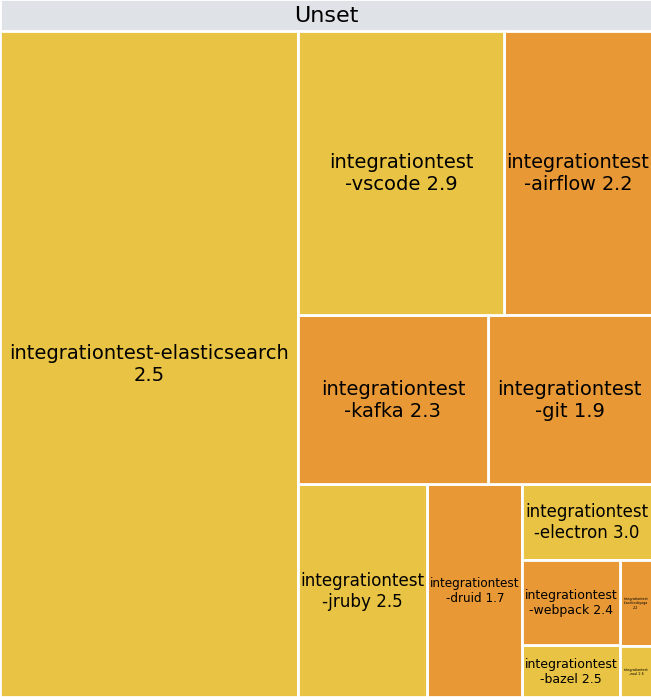 Unset
integrationtest-elasticsearch
2.5
integrationtest
-vscode 2.9
integrationtest
-airflow 2.2
integrationtest
-kafka 2.3
integrationtest
-git 1.9
integrationtest
-jruby 2.5
integrationtest
-druid 1.7
integrationtest
-electron 3.0
integrationtest
-webpack 2.4
integrationtest
-bazel 2.5
integrationtest
integrationtest